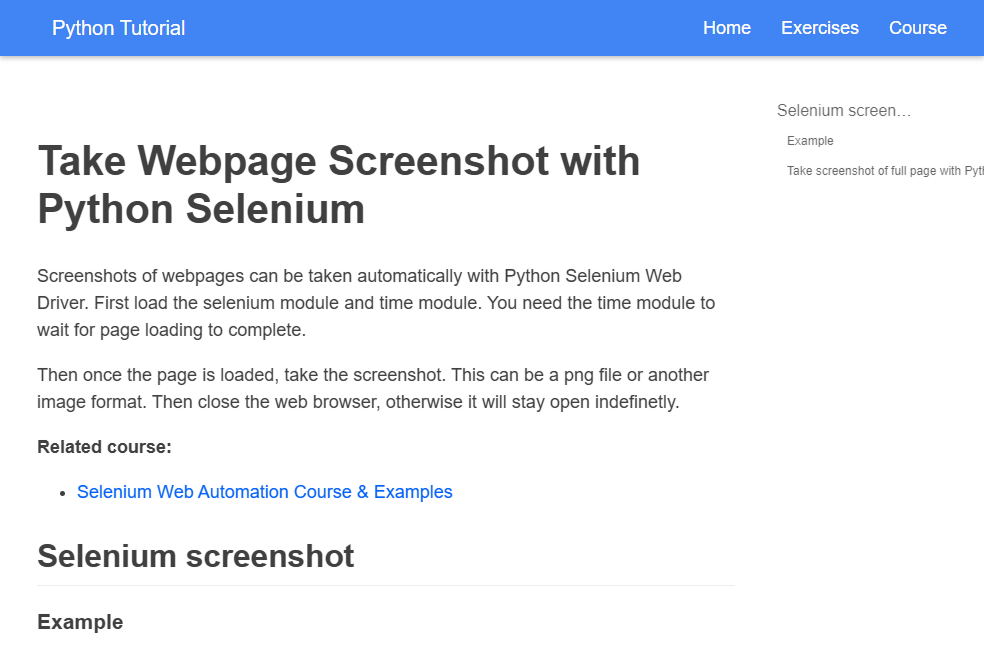 Python Tutorial
Home Exercises Course
Selenium screen…
Example
Take screenshot of full page with
Take Webpage Screenshot with
Python Selenium
Screenshots of webpages can be taken automatically with Python Selenium Web
Driver. First load the selenium module and time module. You need the time module to
wait for page loading to complete.
Then once the page is loaded, take the screenshot. This can be a png file or another
image format. Then close the web browser, otherwise it will stay open indefinetly.
Related course:
• Selenium Web Automation Course & Examples
Selenium screenshot
Example